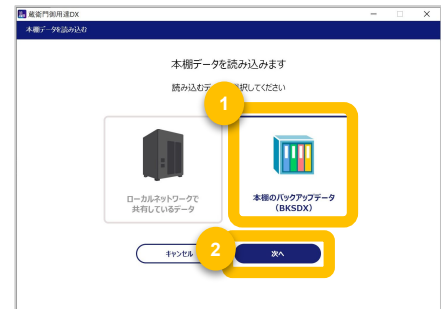 蔵衛門御用達DX
本棚データを読み込む
本棚データを読み込みます
読み込むデ 択してください
1
ローカルネットワークで
共有しているデータ
本棚のバックアップデータ
(BKSDX)
キャンセル
2
次へ